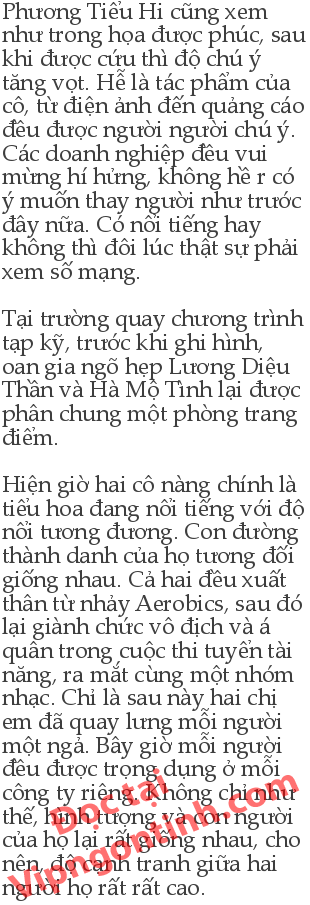 Phương Tiểu Hi cũng xem
như trong họa được phúc, sau
khi được cứu thì độ chú ý
tăng vọt. Hễ là tác phẩm của
cô, từ điện ảnh đến quảng cáo
đều được người người chú ý.
Các doanh nghiệp đều vui
mừng hí hửng, không hề r có
ý muốn thay người như trước
đây nữa. Có nổi tiếng hay
không thì đôi lúc thật sự phải
xem số mạng.
Tại trường quay chương trình
tạp kỹ, trước khi ghi hình,
oan gia ngõ hẹp Lương Diệu
Thần và Hà Mộ Tình lại được
phân chung một phòng trang
điểm.
Hiện giờ hai cô nàng chính là
tiểu hoa đang nổi tiếng với độ
nổi tương đương. Con đường
thành danh của họ tương đối
giống nhau. Cả hai đều xuất
thân từ nhảy Aerobics, sau đó
lại giành chức vô địch và á
quân trong cuộc thi tuyển tài
năng, ra mắt cùng một nhóm
nhạc. Chỉ là sau này hai chị
em đã quay lưng mỗi người
một ngả. Bây giờ mỗi người
đều được trọng dụng ở mỗi
công ty riêng. Không chỉ như
thế, hình tượng và con người
của họ lại rất giống nhau, cho
nên, độ cạnh tranh giữa hai
người họ rất rất cao.
Đọc tại
Vipngontinh.com